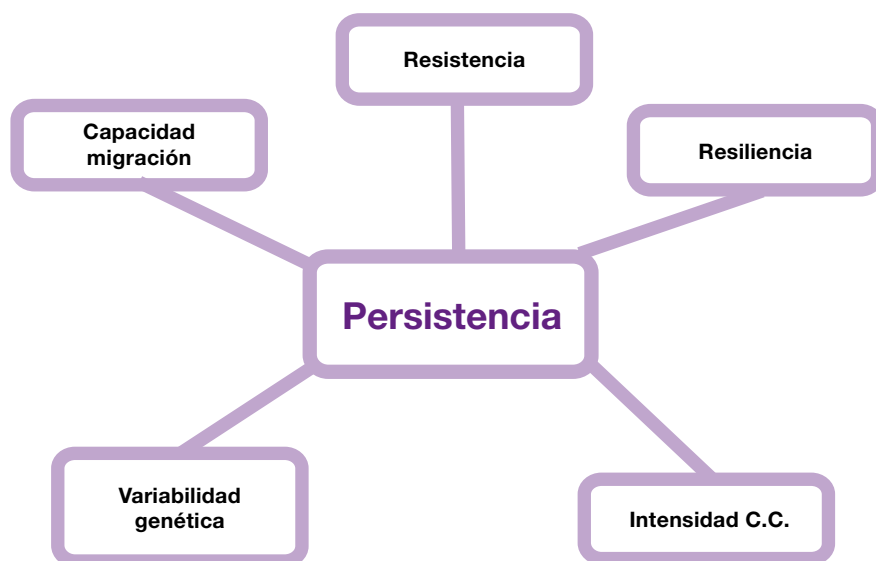 Resistencia
Capacidad
migración
Resiliencia
Persistencia
Variabilidad
genética
Intensidad C.C.